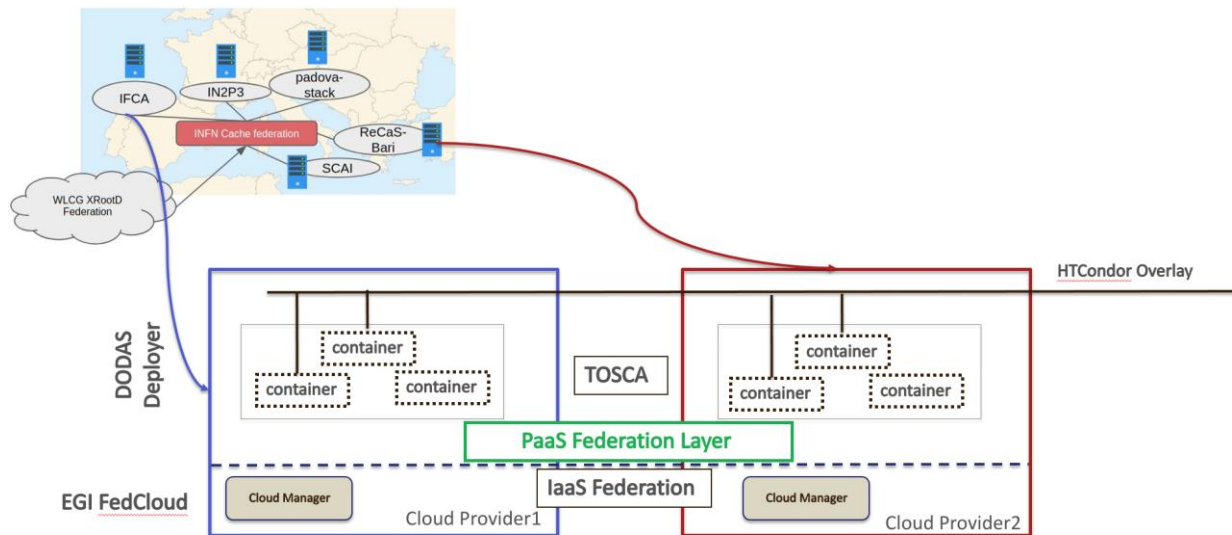 IFCA
IN2P3
padova-
stack
INFN Cache federation
ReCaS-
Bari
SCAI
WLCG XRootD
Federation
HTCondor Overlay
DODAS
Deployer
container
container
container
TOSCA
container
container
container
PaaS Federation Layer
EGI FedCloud
Cloud Manager
IaaS Federation
Cloud Manager
Cloud Provider1
Cloud Provider2